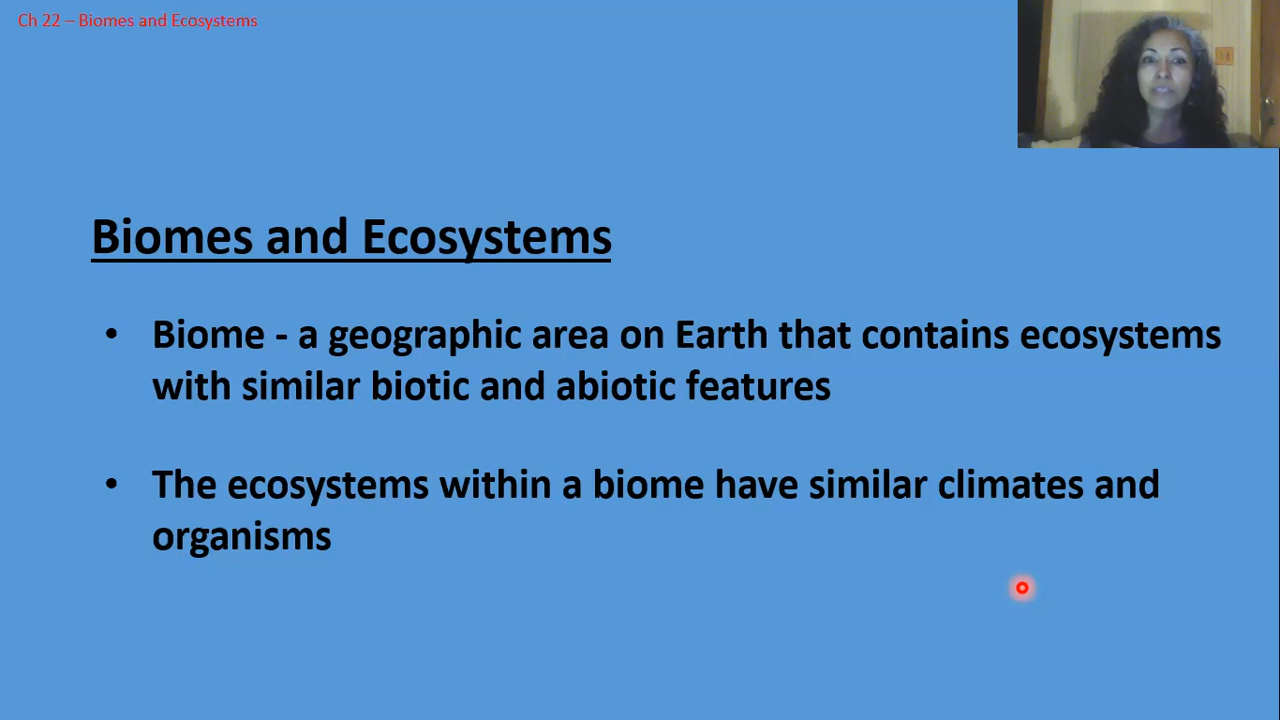 Ch 22 – Biomes and Ecosystems
Biomes and Ecosystems
• Biome - a geographic area on Earth that contains ecosystems
with similar biotic and abiotic features
• The ecosystems within a biome have similar climates and
organisms